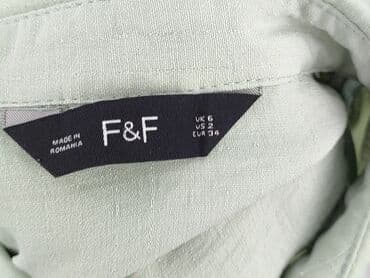 MADE IN
ROMANIA
F&F
UK 6
US 2
EUR 34